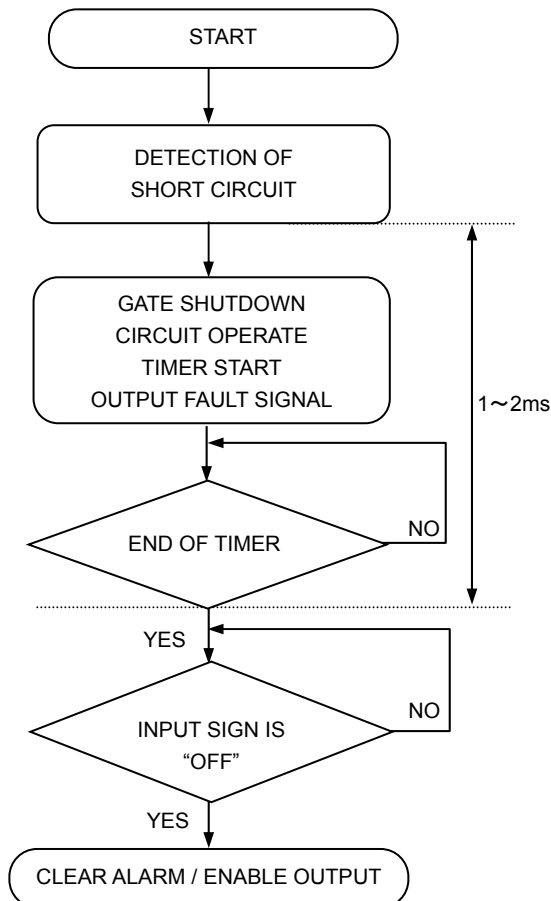 START
DETECTION OF
SHORT CIRCUIT
GATE SHUTDOWN
CIRCUIT OPERATE
TIMER START
OUTPUT FAULT SIGNAL
1～2ms
END OF TIMER
NO
YES
INPUT SIGN IS
“OFF”
NO
YES
CLEAR ALARM / ENABLE OUTPUT